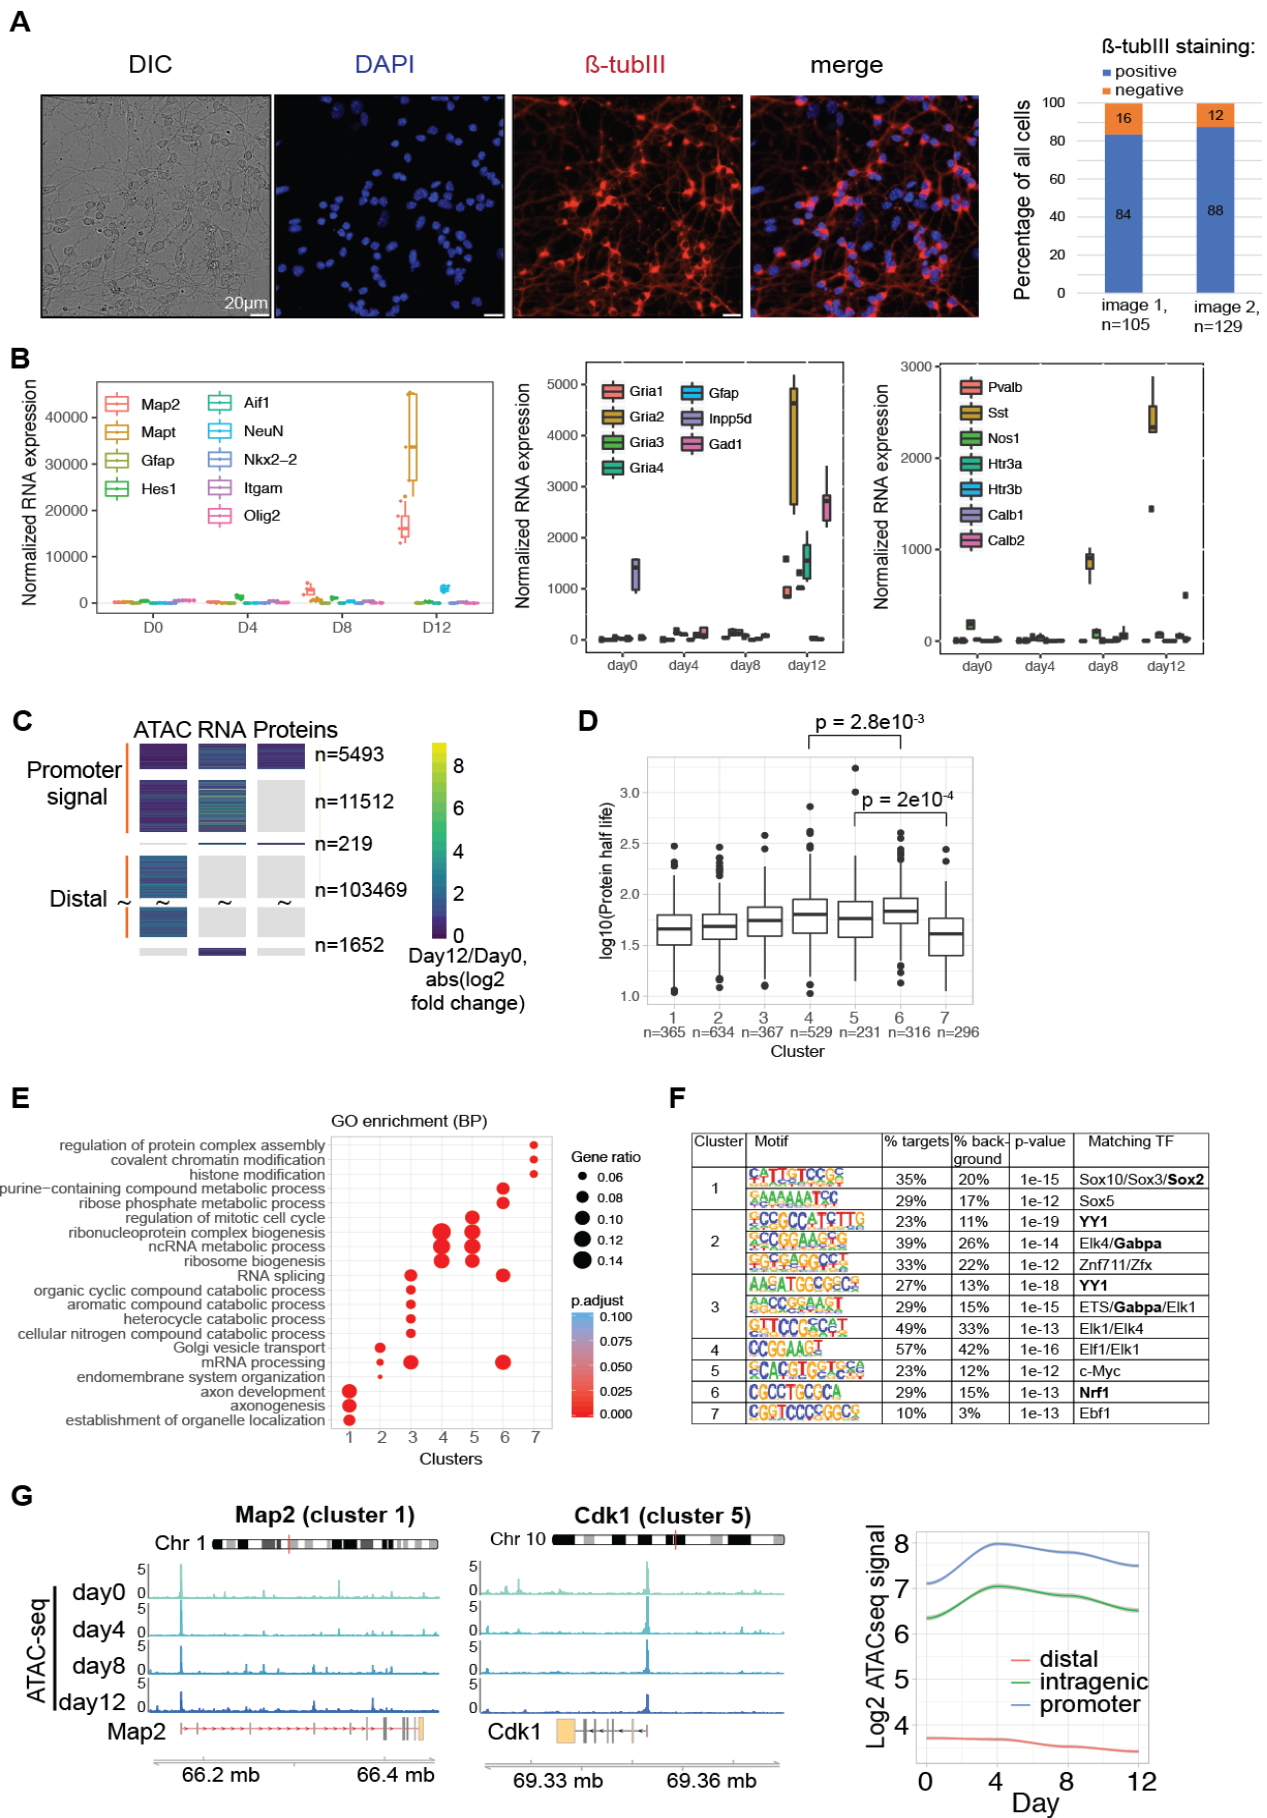 A
DIC
DAPI
ß-tubIII
merge
20µm
ß-tubIII staining:
positive
negative
Percentage of all cells
100
80
60
40
20
0
16
84
12
88
image 1,
n=105
image 2,
n=129
B
Normalized RNA expression
40000
30000
20000
10000
0
Map2
Mapt
Gfap
Hes1
Aif1
NeuN
Nkx2−2
Itgam
Olig2
D0
D4
D8
D12
Normalized RNA expression
5000
4000
3000
2000
1000
0
Gria1
Gria2
Gria3
Gria4
Gfap
Inpp5d
Gad1
day0
day4
day8
day12
Normalized RNA expression
3000
2000
1000
0
Pvalb
Sst
Nos1
Htr3a
Htr3b
Calb1
Calb2
day0
day4
day8
day12
C
ATAC RNA Proteins
Promoter
signal
Distal
~ ~ ~ ~
n=5493
n=11512
n=219
n=103469
n=1652
8
6
4
2
0
Day12/Day0,
abs(log2
fold change)
D
p = 2.8e10-3
p = 2e10-4
log10(Protein half life)
3.0
2.5
2.0
1.5
1.0
1 2 3 4 5 6 7
n=365 n=634 n=367 n=529 n=231 n=316 n=296
Cluster
E
GO enrichment (BP)
regulation of protein complex assembly
covalent chromatin modification
histone modification
purine-containing compound metabolic process
ribose phosphate metabolic process
regulation of mitotic cell cycle
ribonucleoprotein complex biogenesis
ncRNA metabolic process
ribosome biogenesis
RNA splicing
organic cyclic compound catabolic process
aromatic compound catabolic process
heterocycle catabolic process
cellular nitrogen compound catabolic process
Golgi vesicle transport
mRNA processing
endomembrane system organization
axon development
axonogenesis
establishment of organelle localization
1 2 3 4 5 6 7
Clusters
Gene ratio
0.06
0.08
0.10
0.12
0.14
p.adjust
0.100
0.075
0.050
0.025
0.000
F
Cluster Motif % targets % back-ground p-value Matching TF
1 35% 20% 1e-15 Sox10/Sox3/Sox2
29% 17% 1e-12 Sox5
2 23% 11% 1e-19 YY1
39% 26% 1e-14 Elk4/Gabpa
33% 22% 1e-12 Znf711/Zfx
3 27% 13% 1e-18 YY1
29% 15% 1e-15 ETS/Gabpa/Elk1
49% 33% 1e-13 Elk1/Elk4
4 57% 42% 1e-16 Elf1/Elk1
5 23% 12% 1e-12 c-Myc
6 29% 15% 1e-13 Nrf1
7 10% 3% 1e-13 Ebf1
G
Map2 (cluster 1)
Chr 1
ATAC-seq
day0
day4
day8
day12
5
0
5
0
5
0
5
0
Map2
66.2 mb
66.4 mb
Cdk1 (cluster 5)
Chr 10
5
0
5
0
5
0
5
0
Cdk1
69.33 mb
69.36 mb
Log2 ATACseq signal
8
7
6
5
4
distal
intragenic
promoter
0 4 8 12
Day